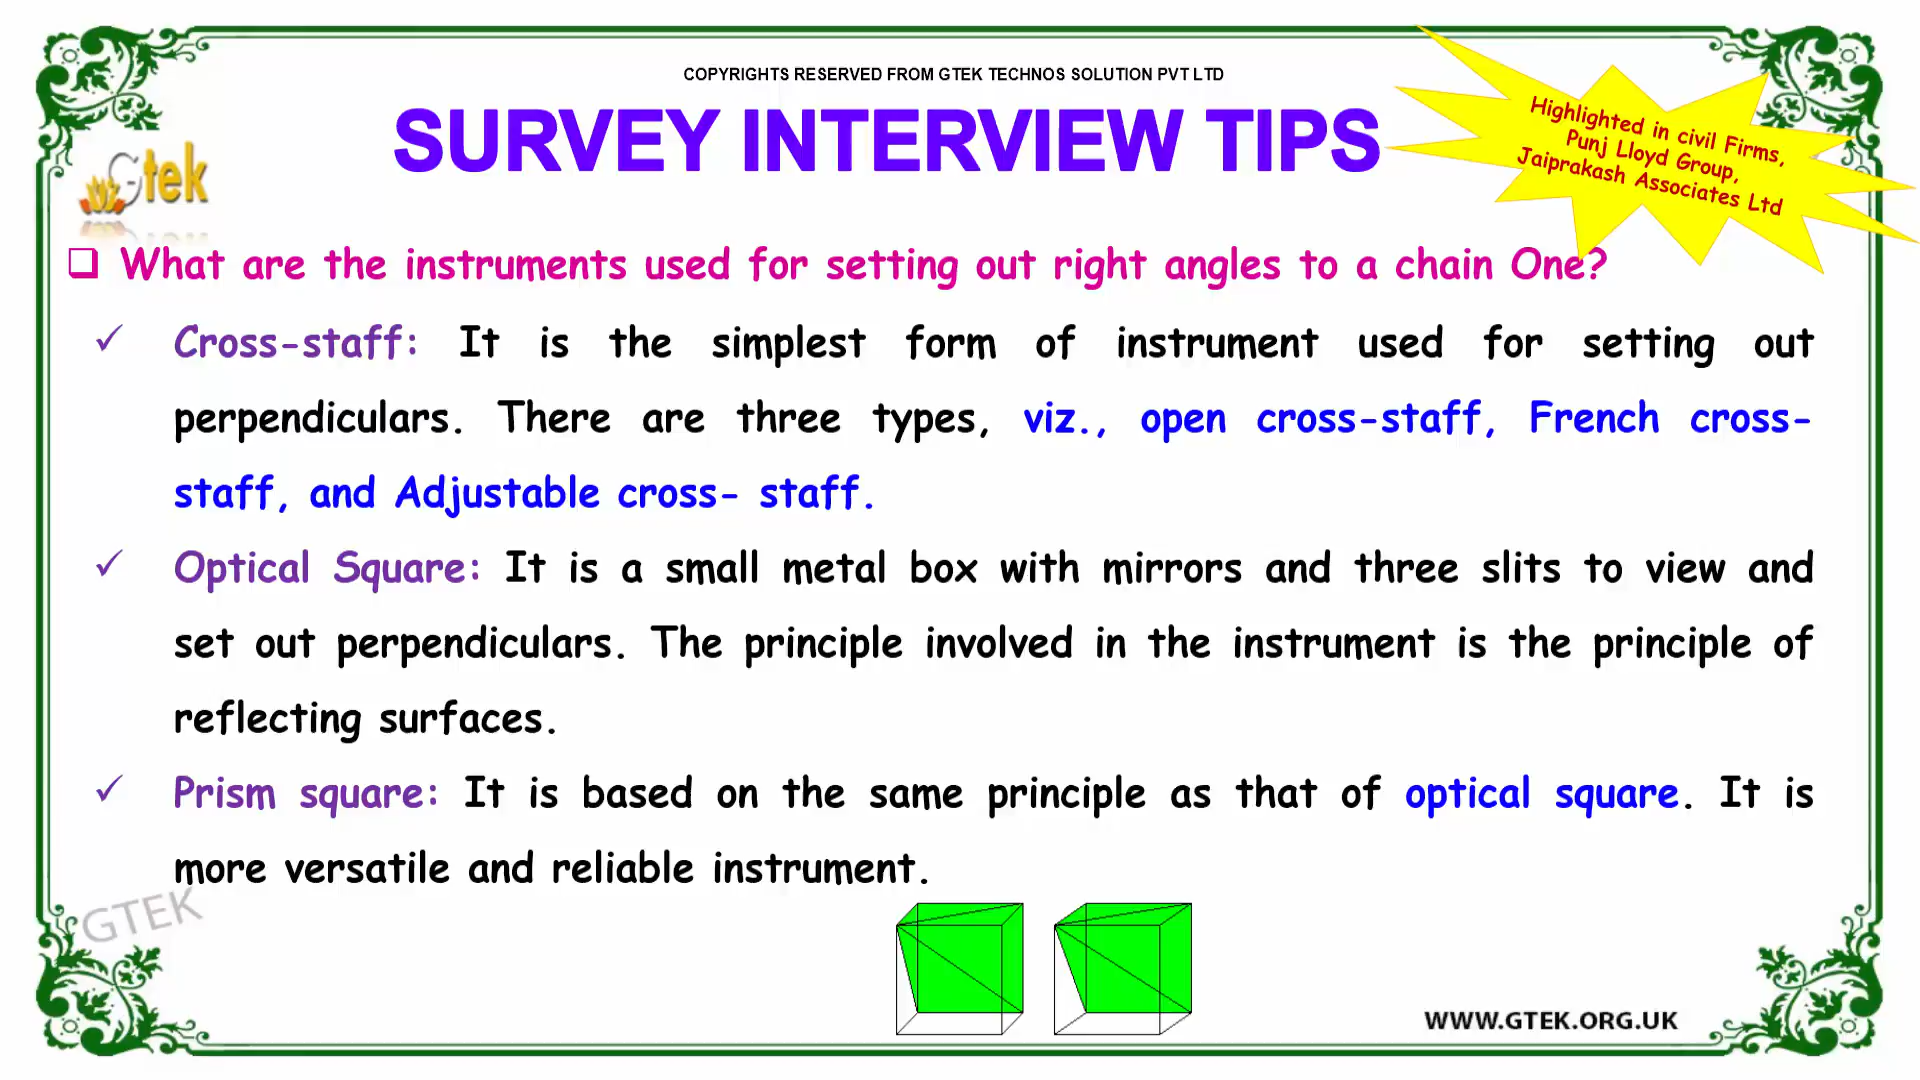 COPYRIGHTS RESERVED FROM GTEK TECHNOS SOLUTION PVT LTD
SURVEY INTERVIEW TIPS
Highlighted in civil Firms,
Punj Lloyd Group,
Jaiprakash Associates Ltd
Gtek
What are the instruments used for setting out right angles to a chain One?
Cross-staff: It is the simplest form of instrument used for setting out
perpendiculars. There are three types, viz., open cross-staff, French cross-
staff, and Adjustable cross- staff.
Optical Square: It is a small metal box with mirrors and three slits to view and
set out perpendiculars. The principle involved in the instrument is the principle of
reflecting surfaces.
Prism square: It is based on the same principle as that of optical square. It is
more versatile and reliable instrument.
GTEK
WWW.GTEK.ORG.UK